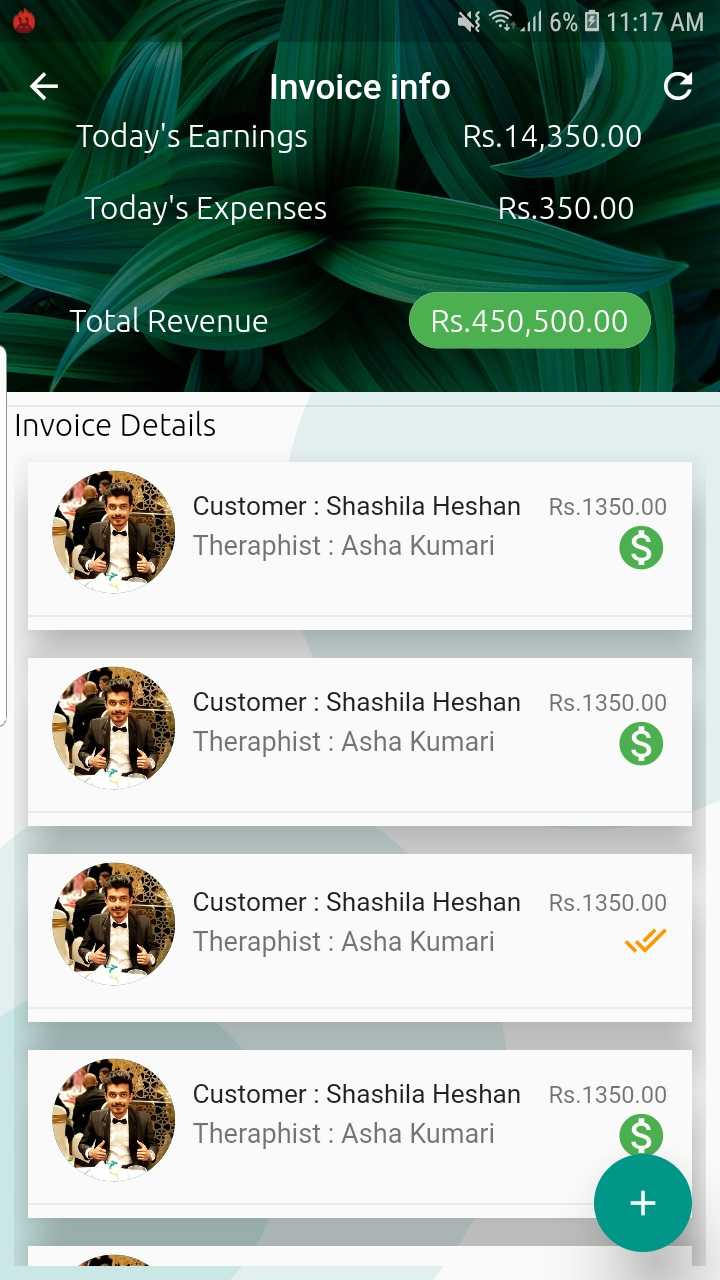 6% 11:17 AM
Invoice info
Today's Earnings Rs.14,350.00
Today's Expenses Rs.350.00
Total Revenue Rs.450,500.00
Invoice Details
Customer : Shashila Heshan Rs.1350.00
Theraphist : Asha Kumari
Customer : Shashila Heshan Rs.1350.00
Theraphist : Asha Kumari
Customer : Shashila Heshan Rs.1350.00
Theraphist : Asha Kumari
Customer : Shashila Heshan Rs.1350.00
Theraphist : Asha Kumari